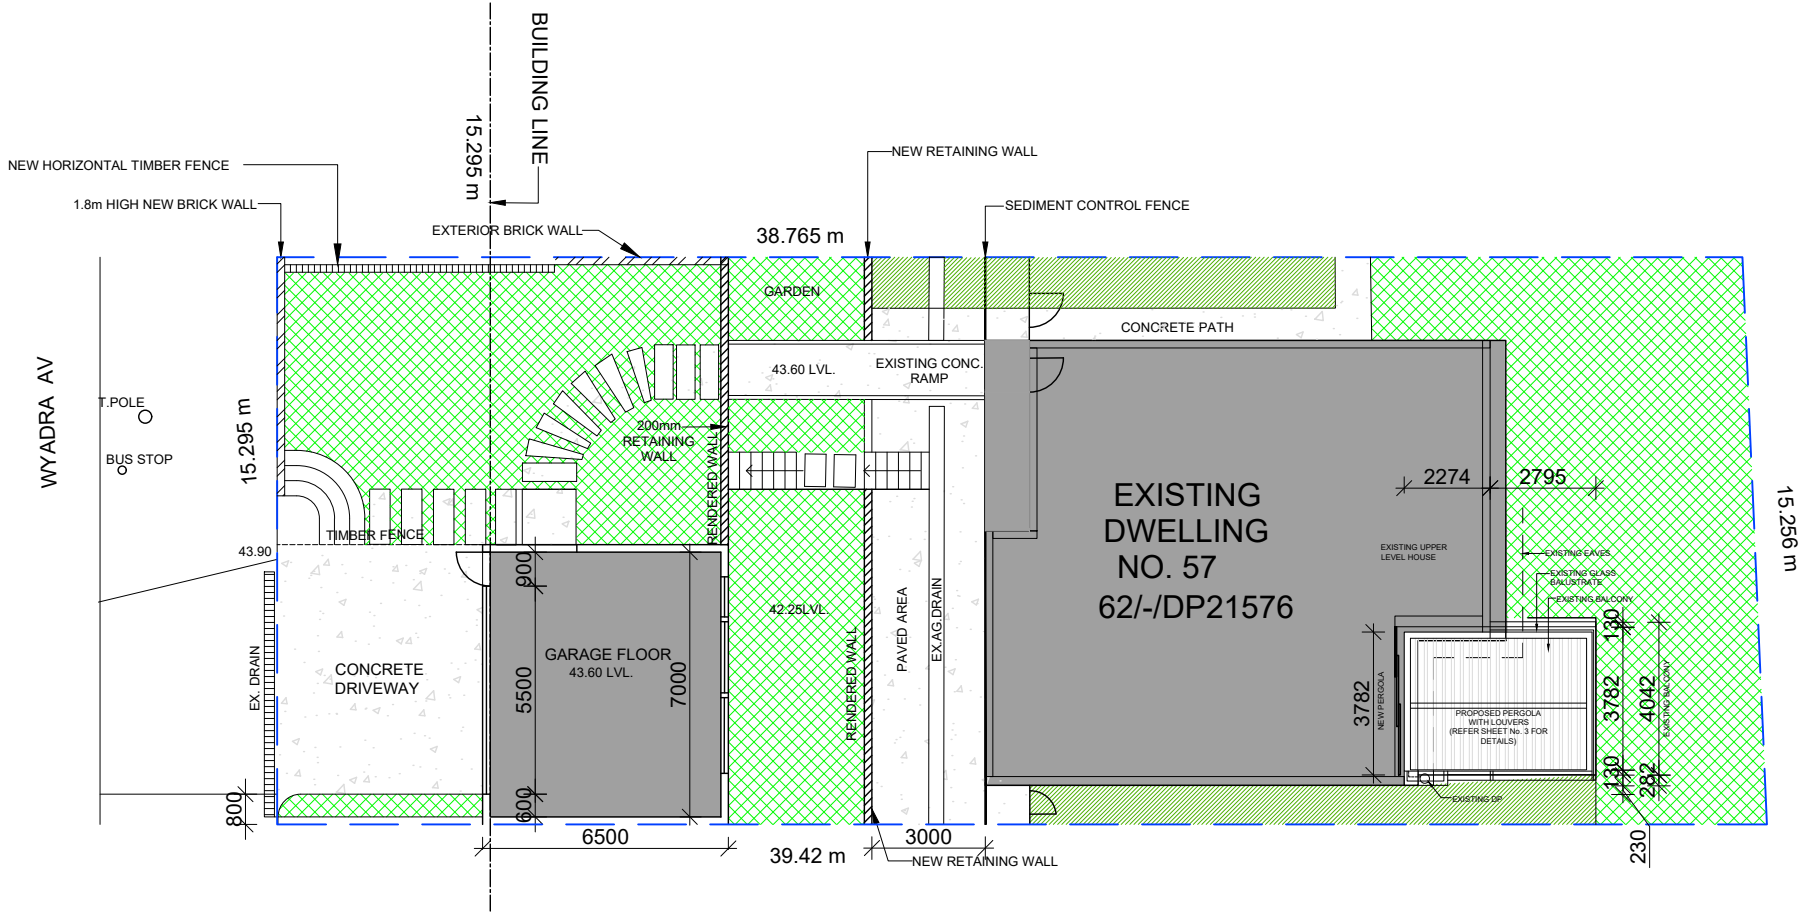 BUILDING LINE
15.295 m
NEW HORIZONTAL TIMBER FENCE
1.8m HIGH NEW BRICK WALL
EXTERIOR BRICK WALL
38.765 m
NEW RETAINING WALL
SEDIMENT CONTROL FENCE
GARDEN
CONCRETE PATH
43.60 LVL.
EXISTING CONC.
RAMP
WYADRA AV
T.POLE
BUS STOP
15.295 m
200mm
RETAINING
WALL
RENDERED WALL
TIMBER FENCE
43.90
EX. DRAIN
CONCRETE
DRIVEWAY
800
900
5500
600
7000
GARAGE FLOOR
43.60 LVL.
42.25LVL.
RENDERED WALL
PAVED AREA
EX.AG.DRAIN
EXISTING
DWELLING
NO. 57
62/-/DP21576
2274
2795
EXISTING UPPER
LEVEL HOUSE
EXISTING EAVES
EXISTING GLASS
BALUSTRATE
EXISTING BALCONY
15.256 m
3782
NEW PERGOLA
PROPOSED PERGOLA
WITH LOUVERS
(REFER SHEET No. 3 FOR
DETAILS)
130
3782
130
4042
282
EXISTING BALCONY
EXISTING DP
230
6500
39.42 m
3000
NEW RETAINING WALL